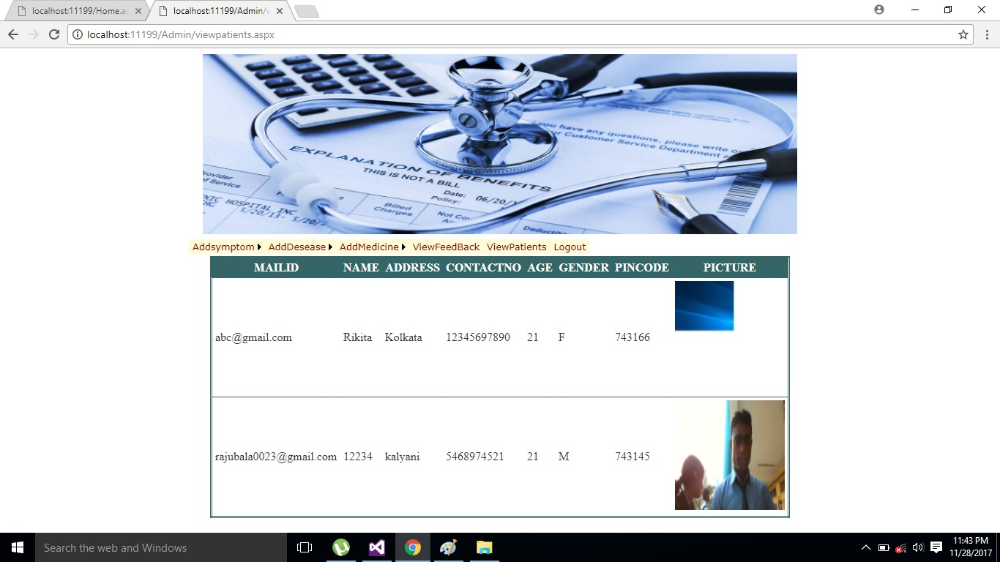 localhost:11199/Home.as
localhost:11199/Admin/v
localhost:11199/Admin/viewpatients.aspx
you have any questions, please write or
our Customer Service Department a
EXPLANATION OF BENEFITS
THIS IS NOT A BILL
Date: 06/20/1
Policy:
rovider
of Service
Billed
Charges
Not Co
Deductib
NIC HOSPITAL INC
5/20/13- 5/20/
Addsymptom AddDesease AddMedicine ViewFeedBack ViewPatients Logout
MAILID NAME ADDRESS CONTACTNO AGE GENDER PINCODE PICTURE
abc@gmail.com Rikita Kolkata 12345697890 21 F 743166
rajubala0023@gmail.com 12234 kalyani 5468974521 21 M 743145
Search the web and Windows
11:43 PM
11/28/2017